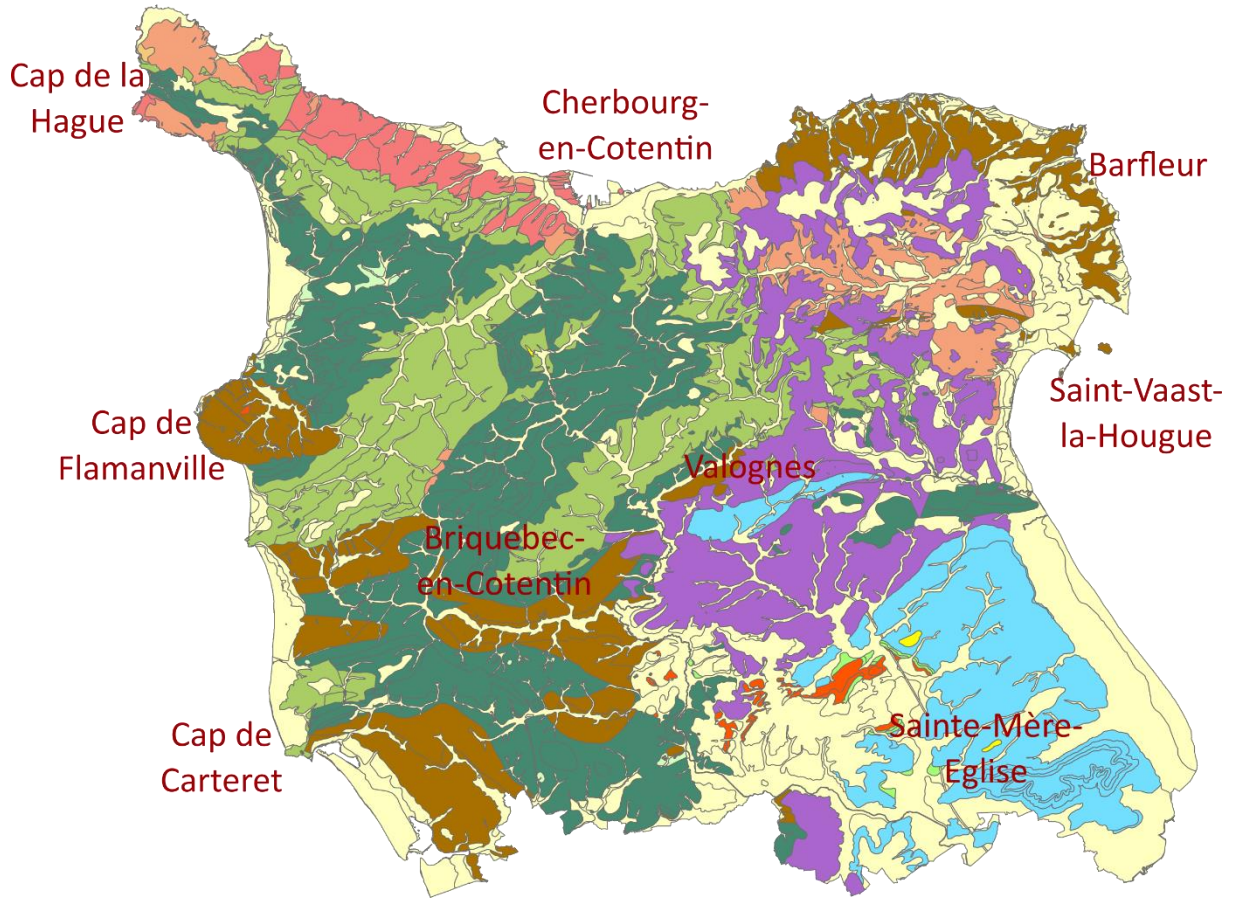 Cap de la
Hague
Cherbourg-
en-Cotentin
Barfleur
Saint-Vaast-
la-Hougue
Cap de
Flamanville
Valognes
Briquebec-
en-Cotentin
Cap de
Carteret
Sainte-Mère-
Eglise